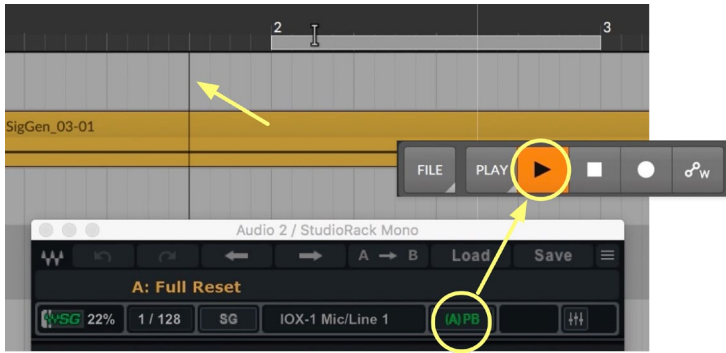 2 3
SigGen_03-01
FILE PLAY W
Audio 2 / StudioRack Mono
A → B Load Save
A: Full Reset
SG 22% 1 / 128 SG IOX-1 Mic/Line 1 (A) PB